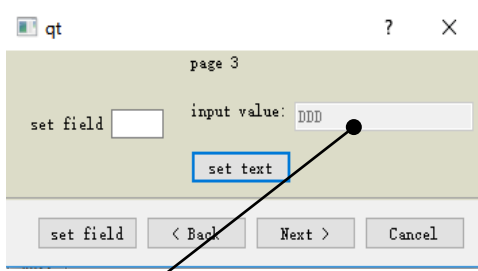 qt ?
page 3
set field
input value: DDD
set text
set field < Back Next > Cancel